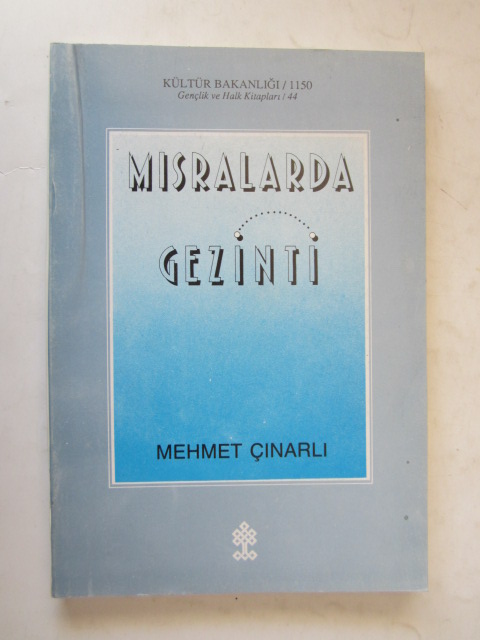 KÜLTÜR BAKANLIĞI / 1150
Gençlik ve Halk Kitapları / 44
MISRALARDA
GEZİNTİ
MEHMET ÇINARLI